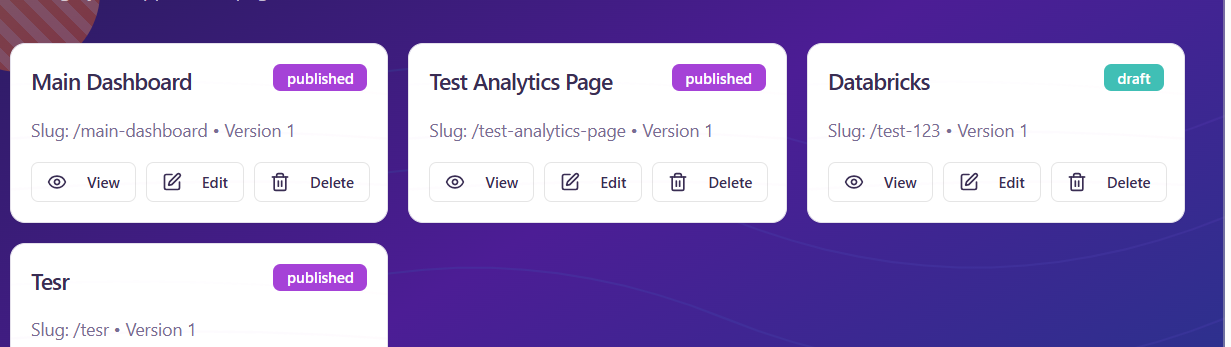 Main Dashboard
published
Slug: /main-dashboard • Version 1
View
Edit
Delete
Test Analytics Page
published
Slug: /test-analytics-page • Version 1
View
Edit
Delete
Databricks
draft
Slug: /test-123 • Version 1
View
Edit
Delete
Tesr
published
Slug: /tesr • Version 1